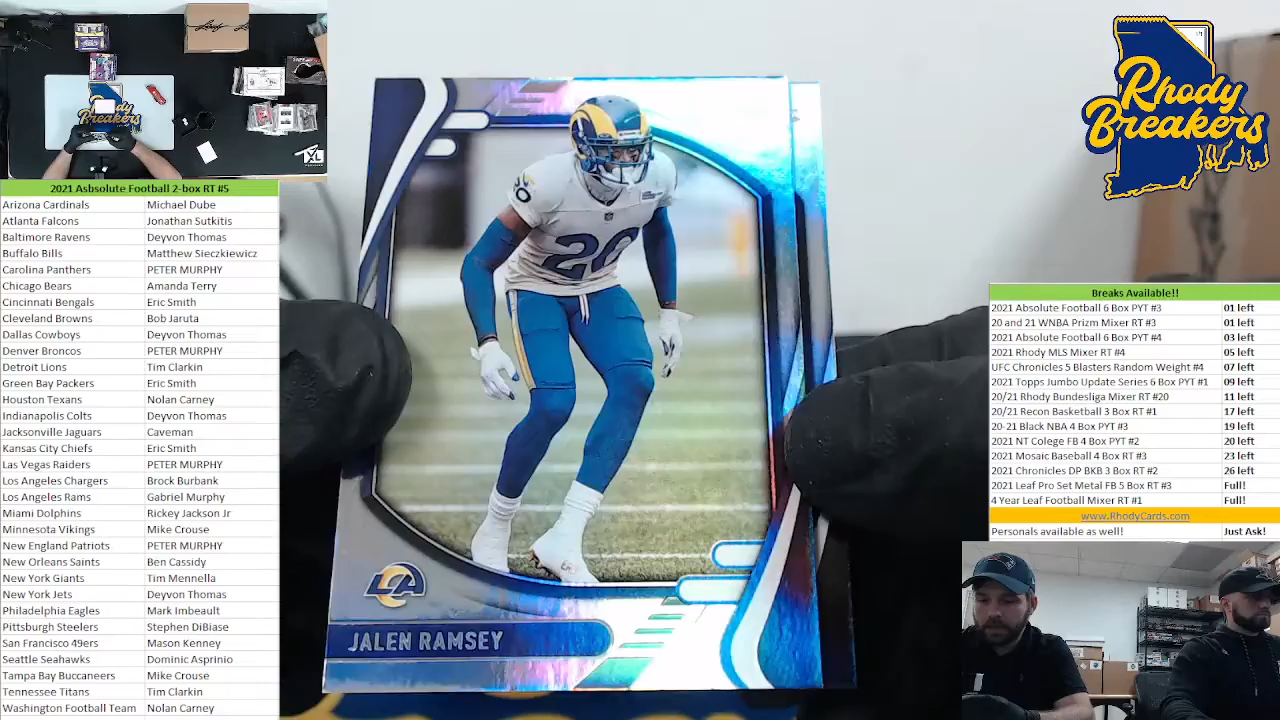 Rhody
Breakers
2021 Asbsolute Football 2-box RT #5
Arizona Cardinals Michael Dube
Atlanta Falcons Jonathan Sutkitis
Baltimore Ravens Deyvon Thomas
Buffalo Bills Matthew Sieczkiewicz
Carolina Panthers PETER MURPHY
Chicago Bears Amanda Terry
Cincinnati Bengals Eric Smith
Cleveland Browns Bob Jaruta
Dallas Cowboys Deyvon Thomas
Denver Broncos PETER MURPHY
Detroit Lions Tim Clarkin
Green Bay Packers Eric Smith
Houston Texans Nolan Carney
Indianapolis Colts Deyvon Thomas
Jacksonville Jaguars Caveman
Kansas City Chiefs Eric Smith
Las Vegas Raiders PETER MURPHY
Los Angeles Chargers Brock Burbank
Los Angeles Rams Gabriel Murphy
Miami Dolphins Rickey Jackson Jr
Minnesota Vikings Mike Crouse
New England Patriots PETER MURPHY
New Orleans Saints Ben Cassidy
New York Giants Tim Mennella
New York Jets Deyvon Thomas
Philadelphia Eagles Mark Imbeault
Pittsburgh Steelers Stephen DiBiase
San Francisco 49ers Mason Kenney
Seattle Seahawks Dominic Asprinio
Tampa Bay Bucaneers Mike Crouse
Tennessee Titans Tim Clarkin
Washington Football Team Nolan Carney
20
20
LA
JALEN RAMSEY
Rhody
Breakers
XL
Breaks Available!!
2021 Absolute Football 6 Box PYT #3 01 left
20 and 21 WNBA Prizm Mixer RT #3 01 left
2021 Absolute Football 6 Box PYT #4 03 left
2021 Rhody MLS Mixer RT #4 05 left
UFC Chronicles 5 Blasters Random Weight #4 07 left
2021 Topps Jumbo Update Series 6 Box PYT #1 09 left
20/21 Rhody Bundesliga Mixer RT #20 11 left
20/21 Recon Basketball 3 Box RT #1 17 left
20-21 Black NBA 4 Box PYT #3 19 left
2021 NT Colege FB 4 Box PYT #2 20 left
2021 Mosaic Baseball 4 Box RT #3 23 left
2021 Chronicles DP BKB 3 Box RT #2 26 left
2021 Leaf Pro Set Metal FB 5 Box RT #3 Full!
4 Year Leaf Football Mixer RT #1 Full!
www.RhodyCards.com
Personals available as well! Just Ask!